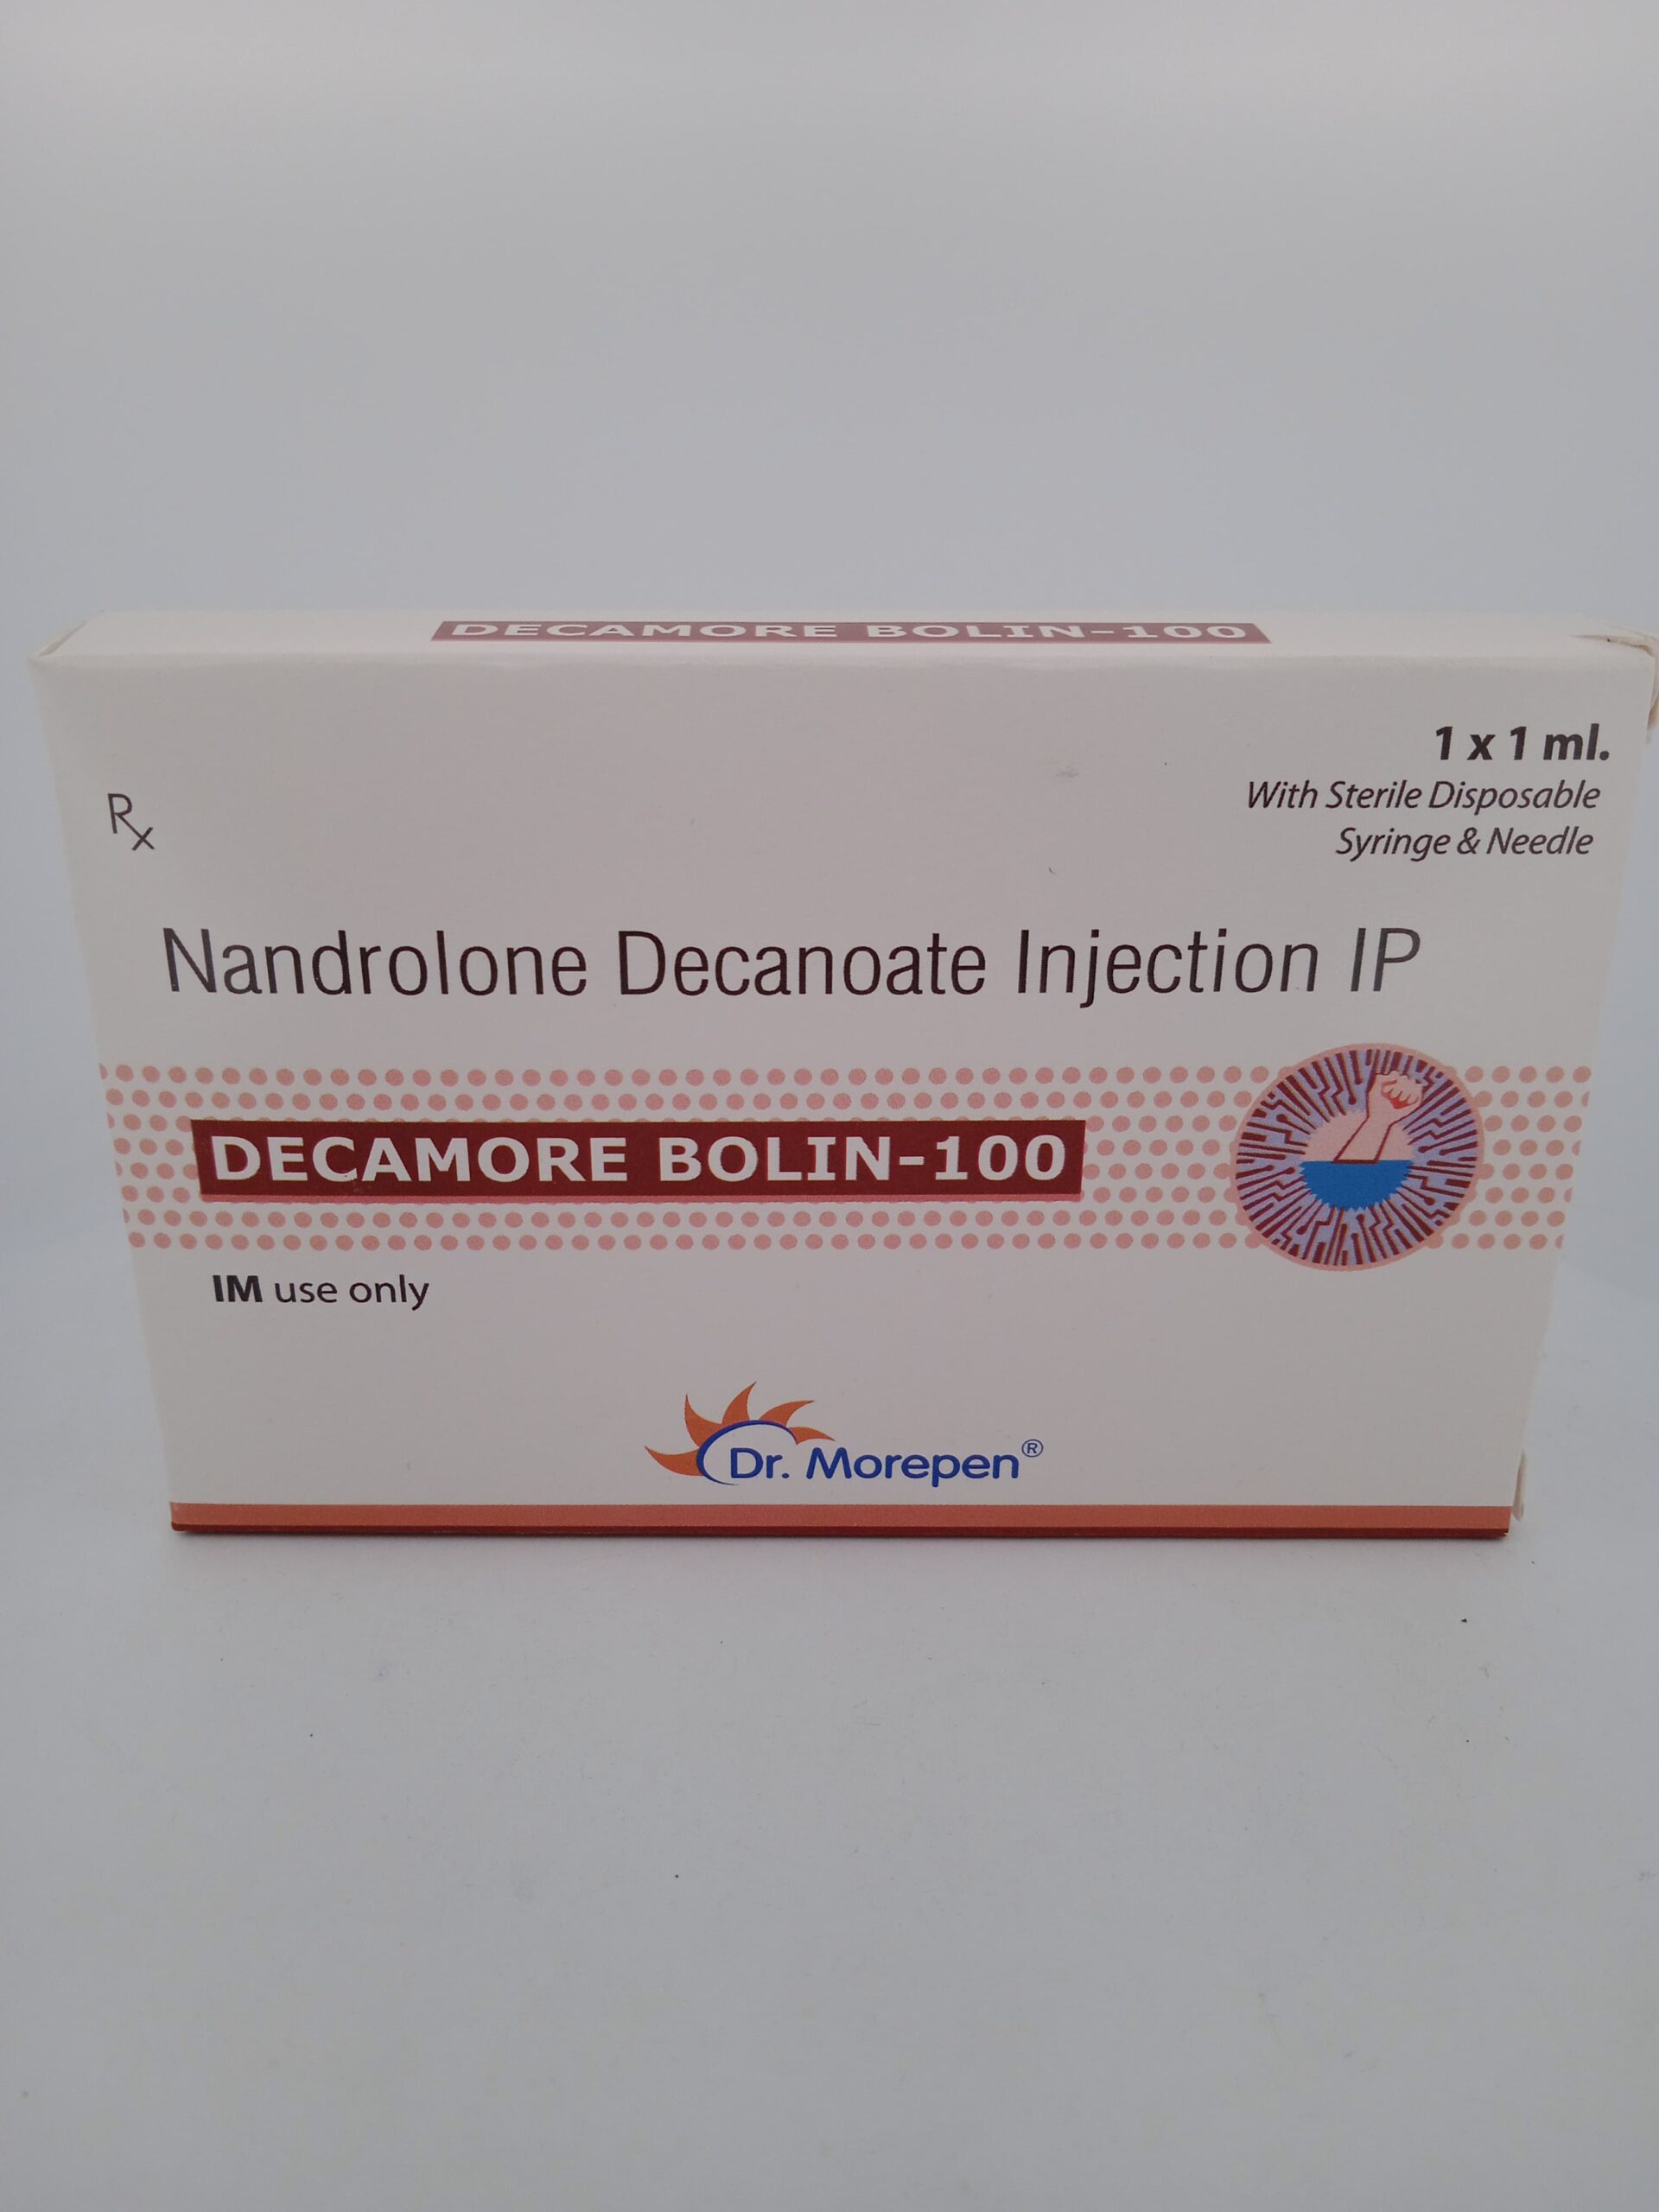 DECAMORE BOLIN-100
1 x 1 ml.
With Sterile Disposable
Syringe & Needle
Rx
Nandrolone Decanoate Injection IP
DECAMORE BOLIN-100
IM use only
Dr. Morepen®